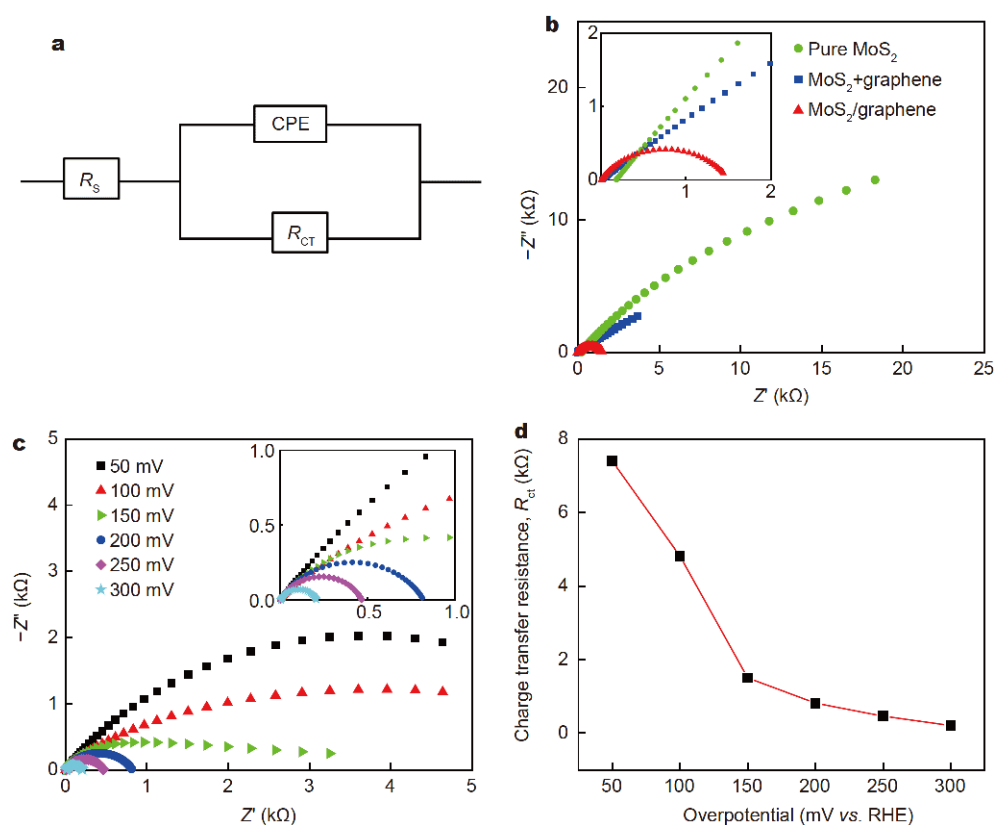 a
CPE
R_S
R_CT
b
Pure MoS₂
MoS₂+graphene
MoS₂/graphene
−Z″ (kΩ)
20
10
0
0 5 10 15 20 25
Z′ (kΩ)
2
1
0
1 2
c
50 mV
100 mV
150 mV
200 mV
250 mV
300 mV
−Z″ (kΩ)
5
4
3
2
1
0
0 1 2 3 4 5
Z′ (kΩ)
1.0
0.5
0.0
0.5 1.0
d
Charge transfer resistance, R_ct (kΩ)
8
6
4
2
0
50 100 150 200 250 300
Overpotential (mV vs. RHE)